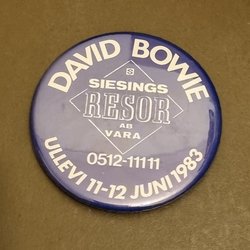 DAVID BOWIE
S
SIESINGS
RESOR
AB
VARA
0512-11111
ULLEVI 11-12 JUNI 1983